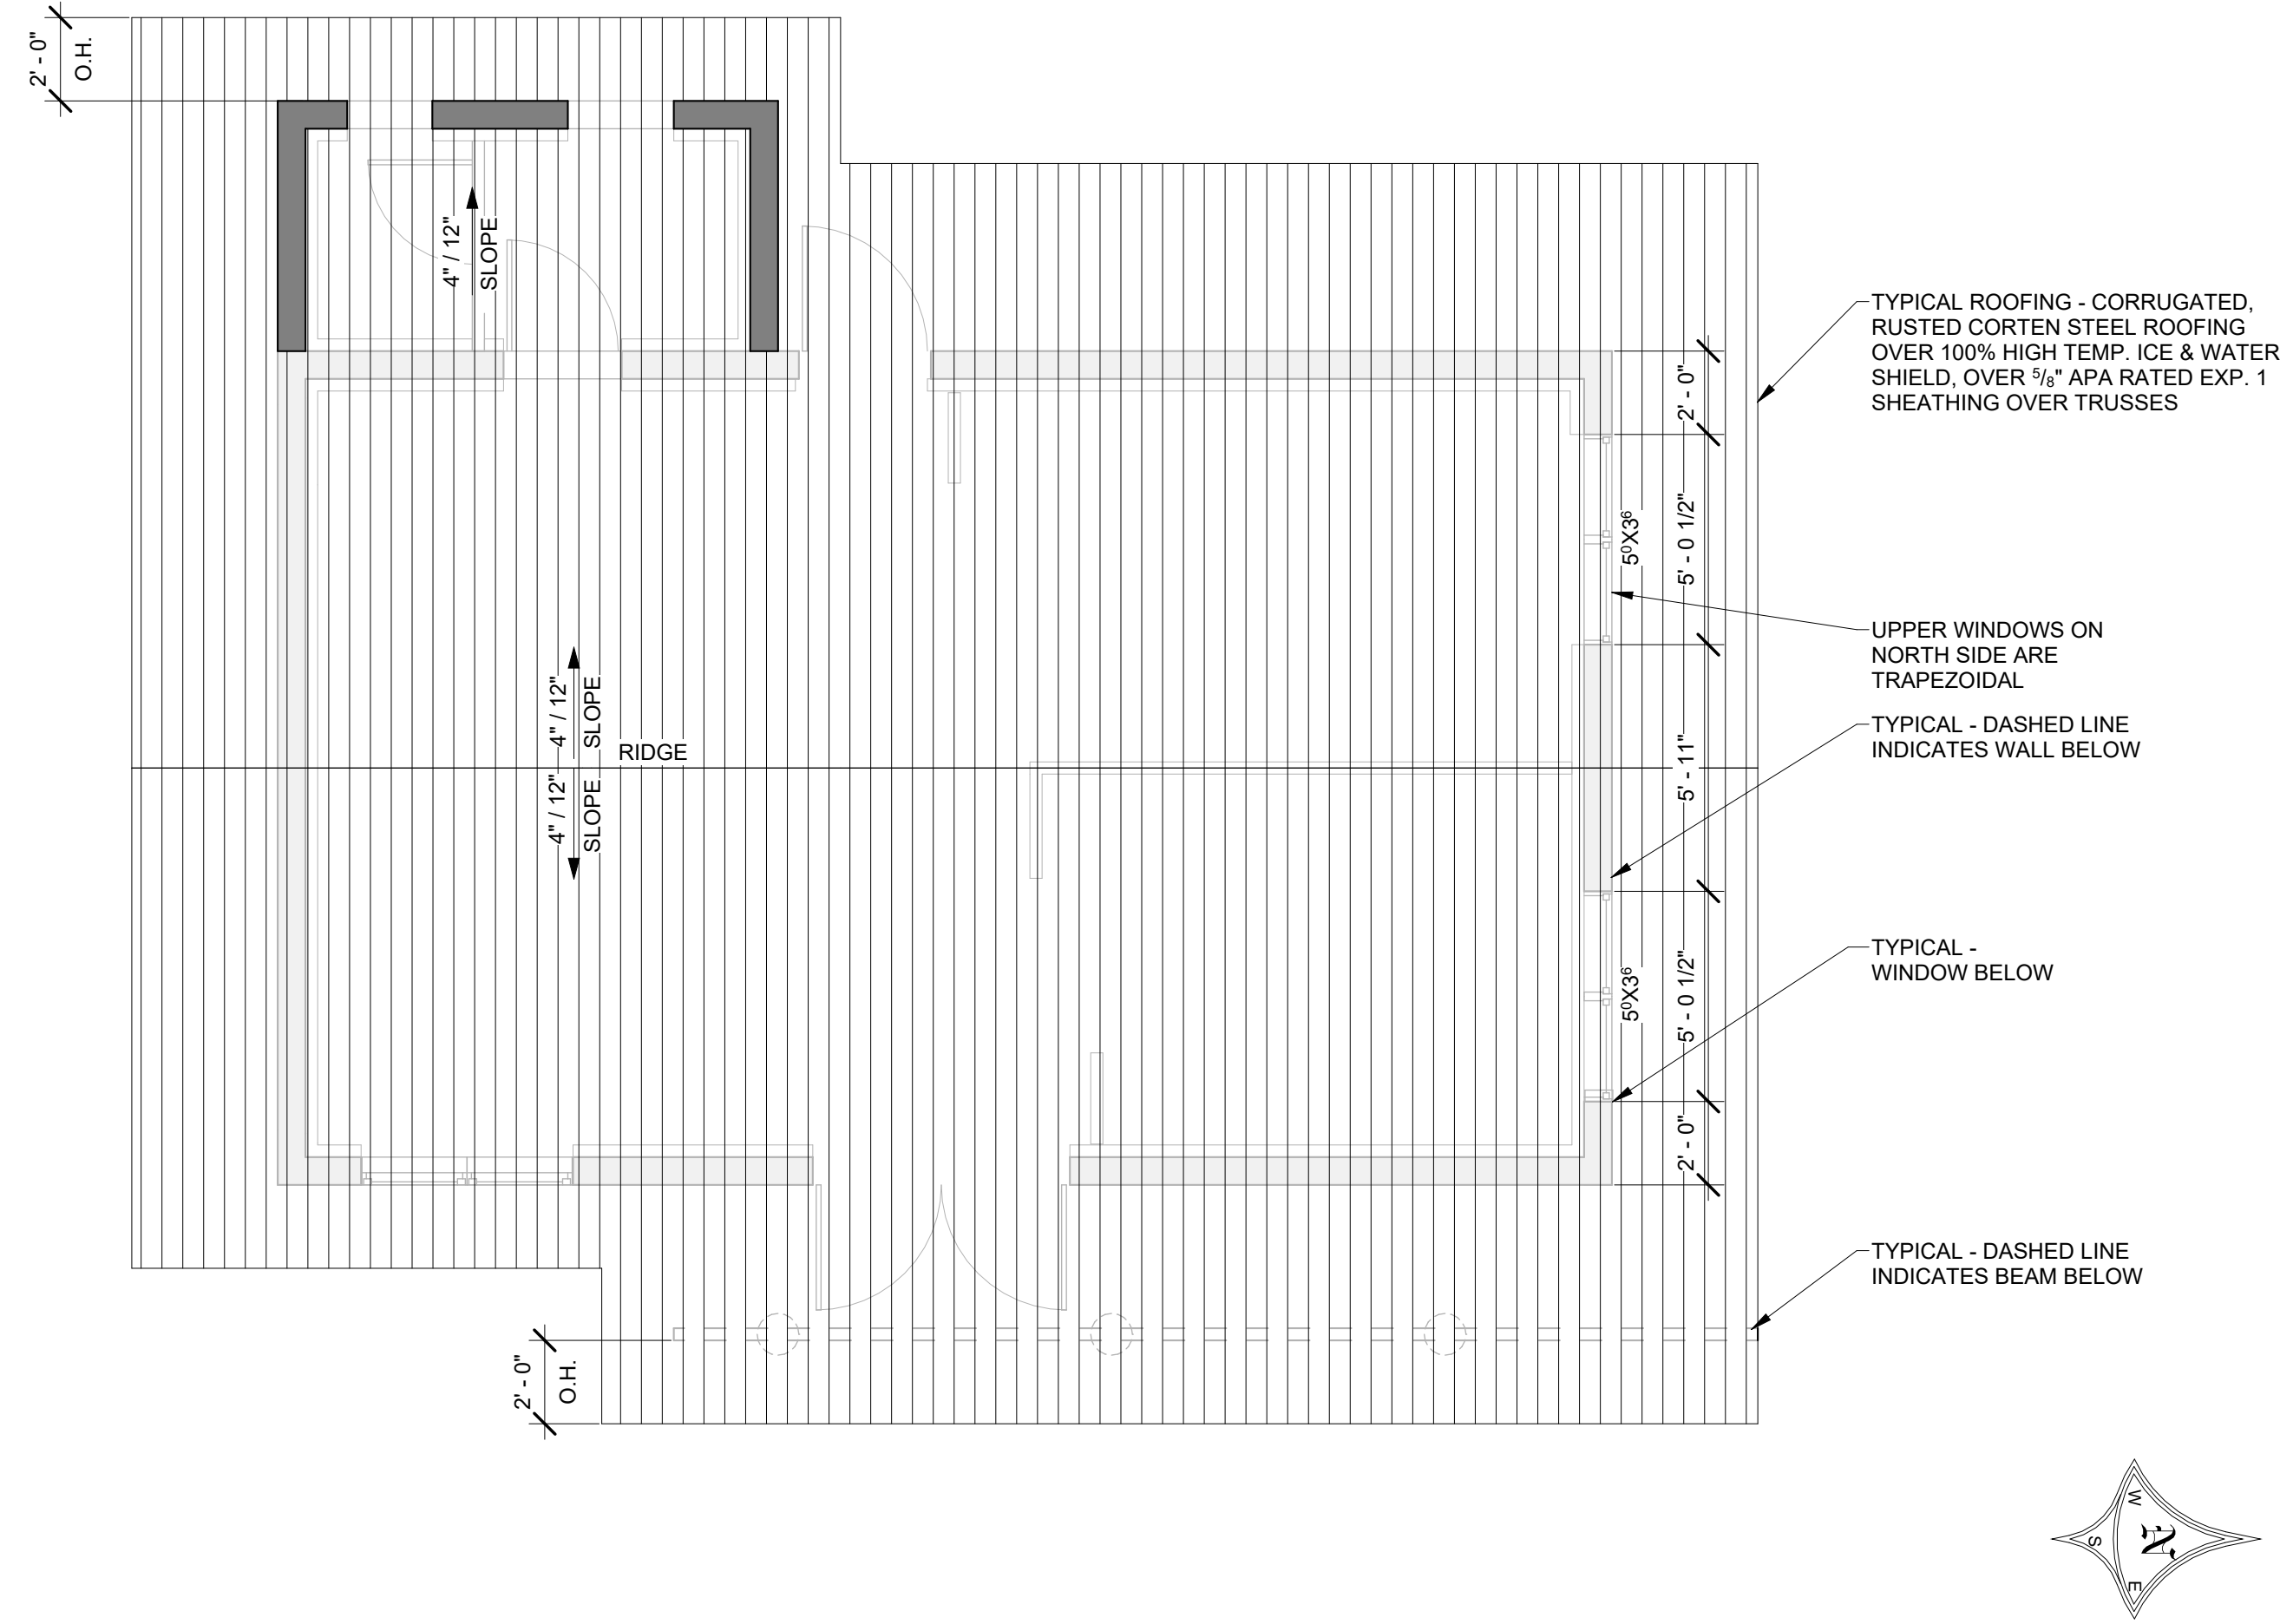 2' - 0"
O.H.
4" / 12"
SLOPE
4" / 12"
SLOPE
4" / 12"
SLOPE
RIDGE
2' - 0"
5' - 0 1/2"
5⁰X3⁶
5' - 11"
5' - 0 1/2"
5⁰X3⁶
2' - 0"
TYPICAL ROOFING - CORRUGATED,
RUSTED CORTEN STEEL ROOFING
OVER 100% HIGH TEMP. ICE & WATER
SHIELD, OVER ⁵/₈" APA RATED EXP. 1
SHEATHING OVER TRUSSES
UPPER WINDOWS ON
NORTH SIDE ARE
TRAPEZOIDAL
TYPICAL - DASHED LINE
INDICATES WALL BELOW
TYPICAL -
WINDOW BELOW
TYPICAL - DASHED LINE
INDICATES BEAM BELOW
2' - 0"
O.H.
W
N
S
E